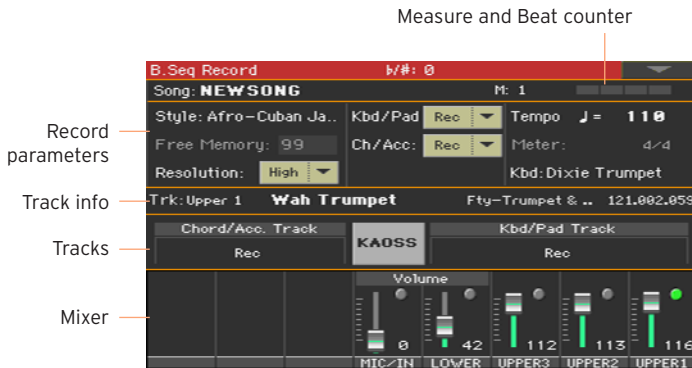 Measure and Beat counter
B.Seq Record ♭/#: 0
Song: NEWSONG M: 1
Style: Afro-Cuban Ja.. Kbd/Pad Rec Tempo ♩= 110
Record parameters
Free Memory: 99 Ch/Acc: Rec Meter: 4/4
Resolution: High Kbd:Dixie Trumpet
Track info
Trk:Upper 1 Wah Trumpet Fty-Trumpet & .. 121.002.059
Chord/Acc. Track KAOSS Kbd/Pad Track
Tracks
Rec Rec
Volume
Mixer
0 42 112 113 116
MIC/IN LOWER UPPER3 UPPER2 UPPER1